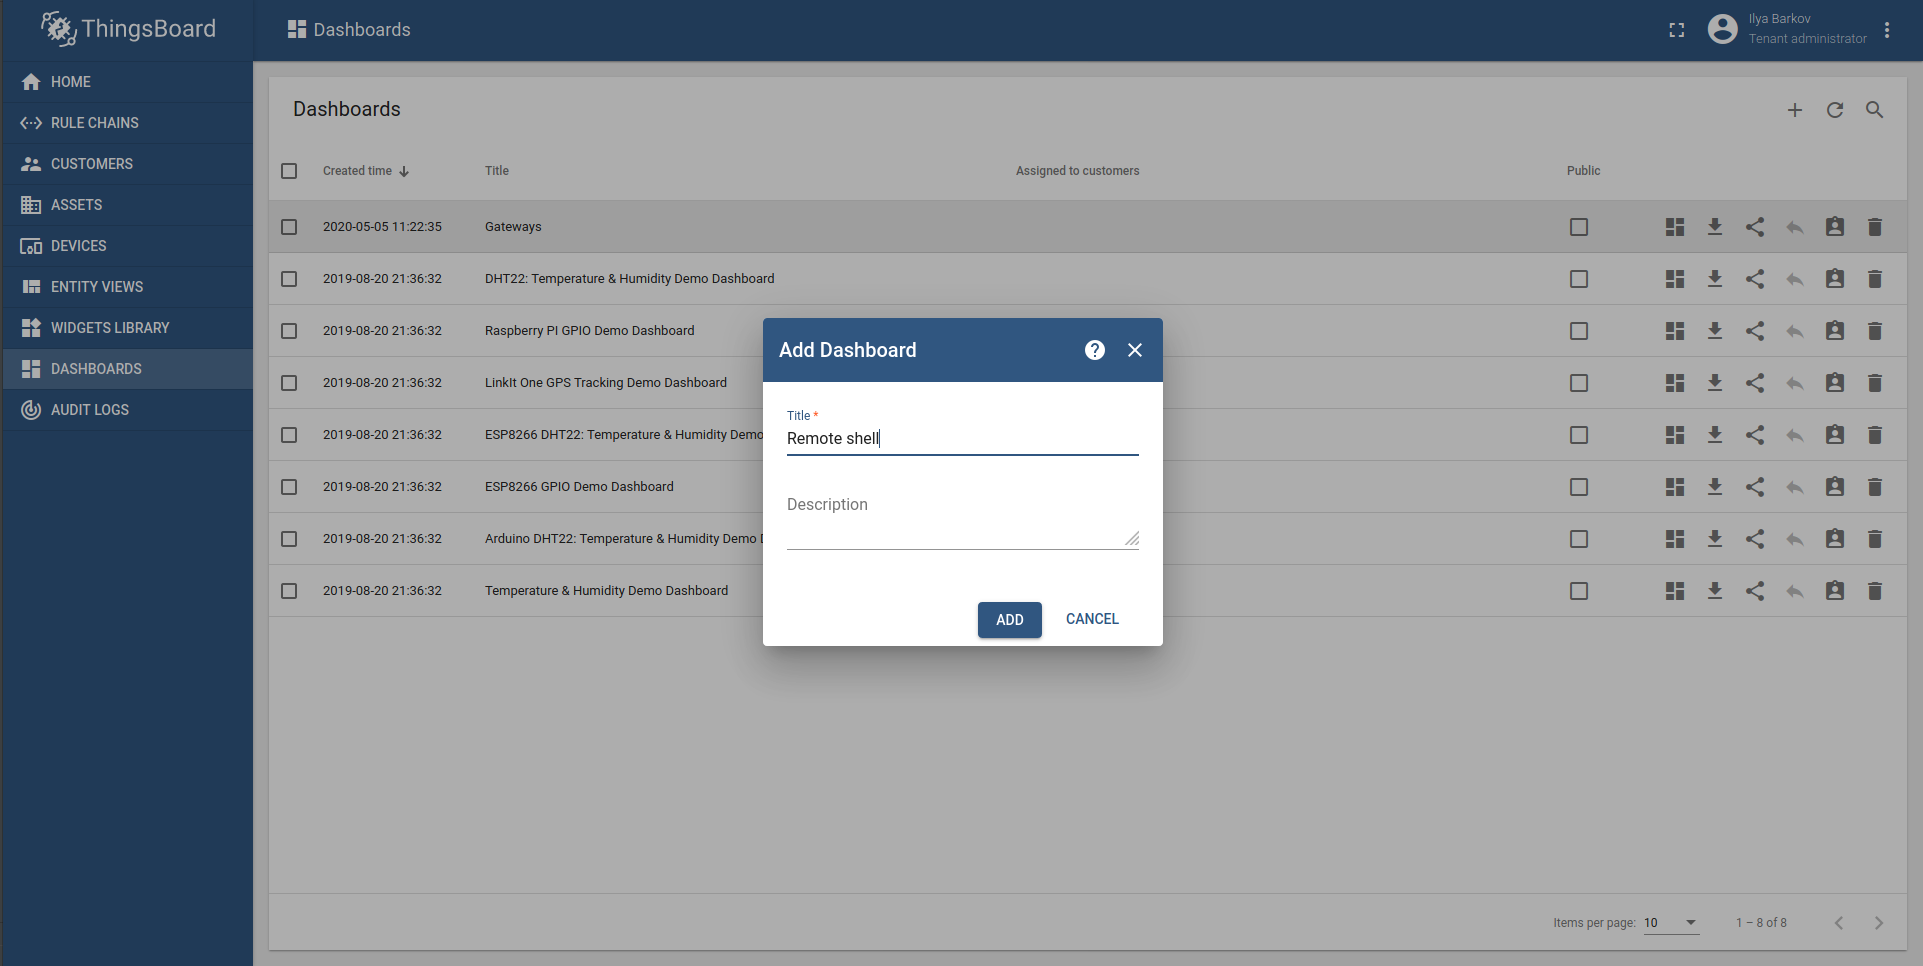 ThingsBoard
Dashboards
Ilya Barkov
Tenant administrator
HOME
RULE CHAINS
CUSTOMERS
ASSETS
DEVICES
ENTITY VIEWS
WIDGETS LIBRARY
DASHBOARDS
AUDIT LOGS
Dashboards
Created time Title Assigned to customers Public
2020-05-05 11:22:35 Gateways
2019-08-20 21:36:32 DHT22: Temperature & Humidity Demo Dashboard
2019-08-20 21:36:32 Raspberry PI GPIO Demo Dashboard
2019-08-20 21:36:32 LinkIt One GPS Tracking Demo Dashboard
2019-08-20 21:36:32 ESP8266 DHT22: Temperature & Humidity Demo
2019-08-20 21:36:32 ESP8266 GPIO Demo Dashboard
2019-08-20 21:36:32 Arduino DHT22: Temperature & Humidity Demo
2019-08-20 21:36:32 Temperature & Humidity Demo Dashboard
Add Dashboard
Title *
Remote shell
Description
ADD CANCEL
Items per page: 10 1 – 8 of 8